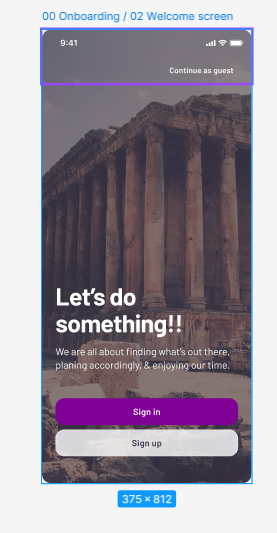 00 Onboarding / 02 Welcome screen
9:41
Continue as guest
Let's do
something!!
We are all about finding what's out there,
planing accordingly, & enjoying our time.
Sign in
Sign up
375 × 812